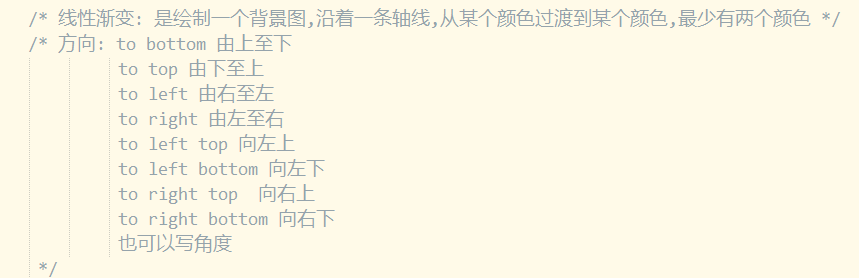 /* 线性渐变: 是绘制一个背景图,沿着一条轴线,从某个颜色过渡到某个颜色,最少有两个颜色 */
/* 方向: to bottom 由上至下
to top 由下至上
to left 由右至左
to right 由左至右
to left top 向左上
to left bottom 向左下
to right top  向右上
to right bottom 向右下
也可以写角度
*/